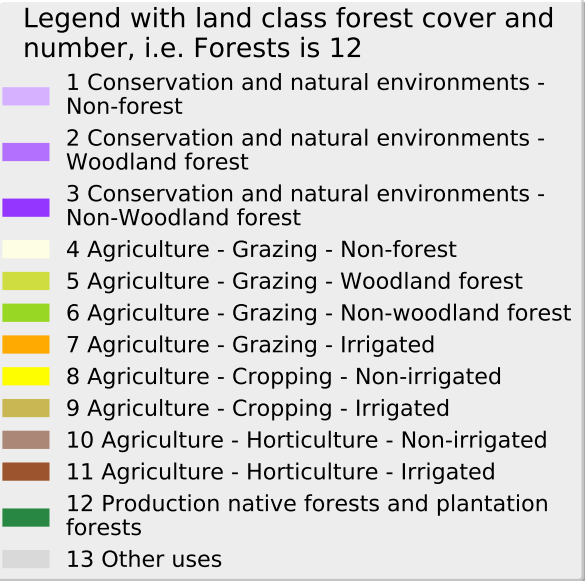 Legend with land class forest cover and
number, i.e. Forests is 12
1 Conservation and natural environments -
Non-forest
2 Conservation and natural environments -
Woodland forest
3 Conservation and natural environments -
Non-Woodland forest
4 Agriculture - Grazing - Non-forest
5 Agriculture - Grazing - Woodland forest
6 Agriculture - Grazing - Non-woodland forest
7 Agriculture - Grazing - Irrigated
8 Agriculture - Cropping - Non-irrigated
9 Agriculture - Cropping - Irrigated
10 Agriculture - Horticulture - Non-irrigated
11 Agriculture - Horticulture - Irrigated
12 Production native forests and plantation
forests
13 Other uses